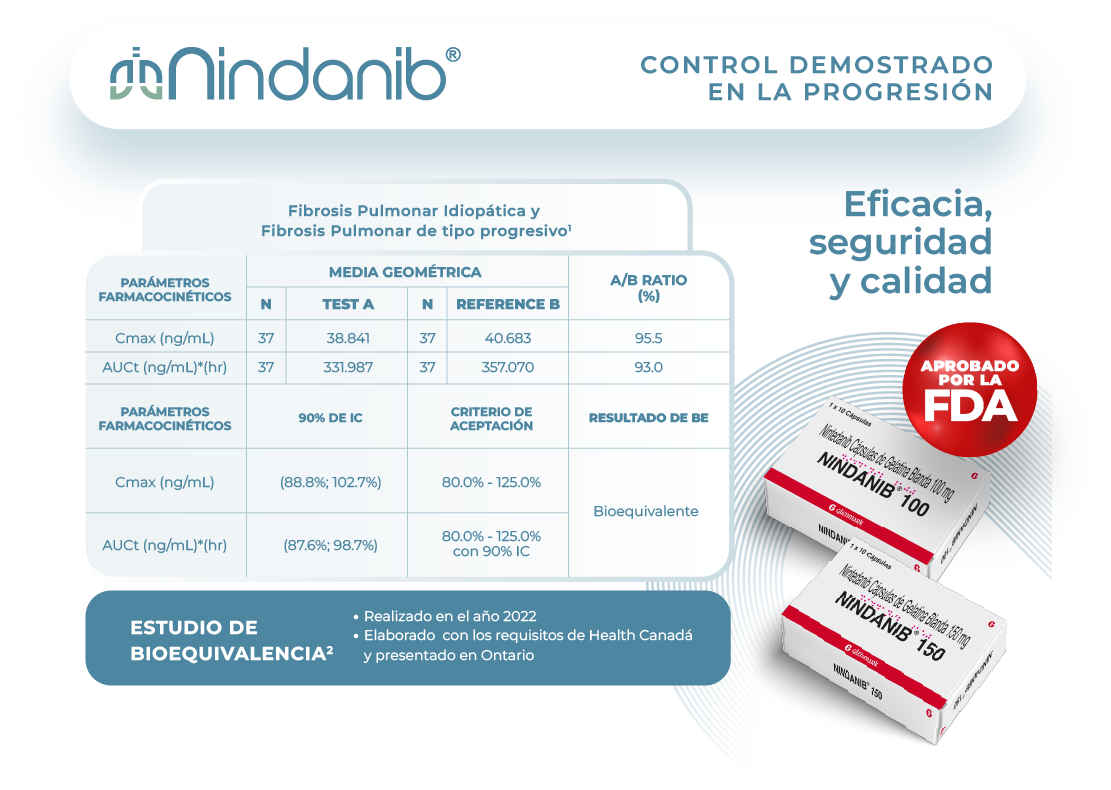 Nindanib®
CONTROL DEMOSTRADO
EN LA PROGRESIÓN
Fibrosis Pulmonar Idiopática y
Fibrosis Pulmonar de tipo progresivo¹
PARÁMETROS
FARMACOCINÉTICOS
MEDIA GEOMÉTRICA
A/B RATIO
(%)
N
TEST A
N
REFERENCE B
Cmax (ng/mL)
37
38.841
37
40.683
95.5
AUCt (ng/mL)*(hr)
37
331.987
37
357.070
93.0
PARÁMETROS
FARMACOCINÉTICOS
90% DE IC
CRITERIO DE
ACEPTACIÓN
RESULTADO DE BE
Cmax (ng/mL)
(88.8%; 102.7%)
80.0% - 125.0%
Bioequivalente
AUCt (ng/mL)*(hr)
(87.6%; 98.7%)
80.0% - 125.0%
con 90% IC
ESTUDIO DE
BIOEQUIVALENCIA²
• Realizado en el año 2022
• Elaborado con los requisitos de Health Canadá
y presentado en Ontario
Eficacia,
seguridad
y calidad
APROBADO
POR LA
FDA
1 x 10 Cápsulas
Nintedanib Cápsulas de Gelatina Blanda 100 mg
NINDANIB® 100
Glenmark
NINDANIB® 100
1 x 10 Cápsulas
Nintedanib Cápsulas de Gelatina Blanda 150 mg
NINDANIB® 150
Glenmark
NINDANIB® 150
NINDANIB® 150